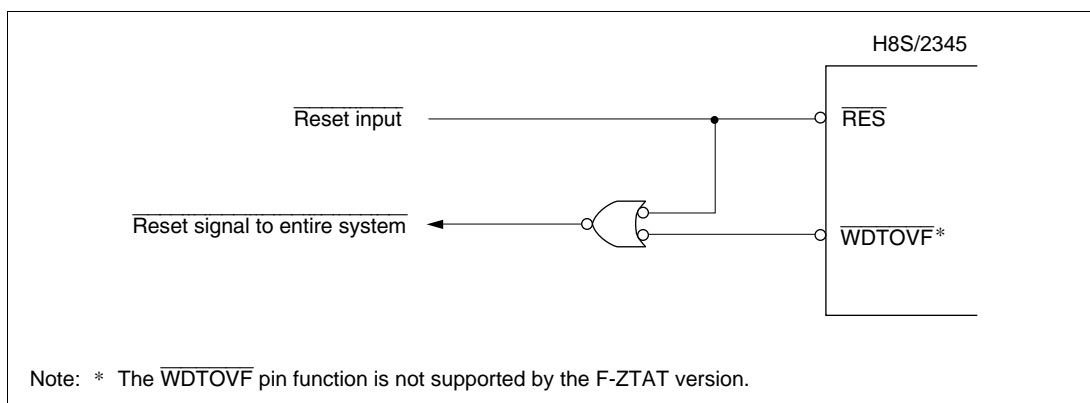 H8S/2345
Reset input
RES
Reset signal to entire system
WDTOVF*
Note: * The WDTOVF pin function is not supported by the F-ZTAT version.